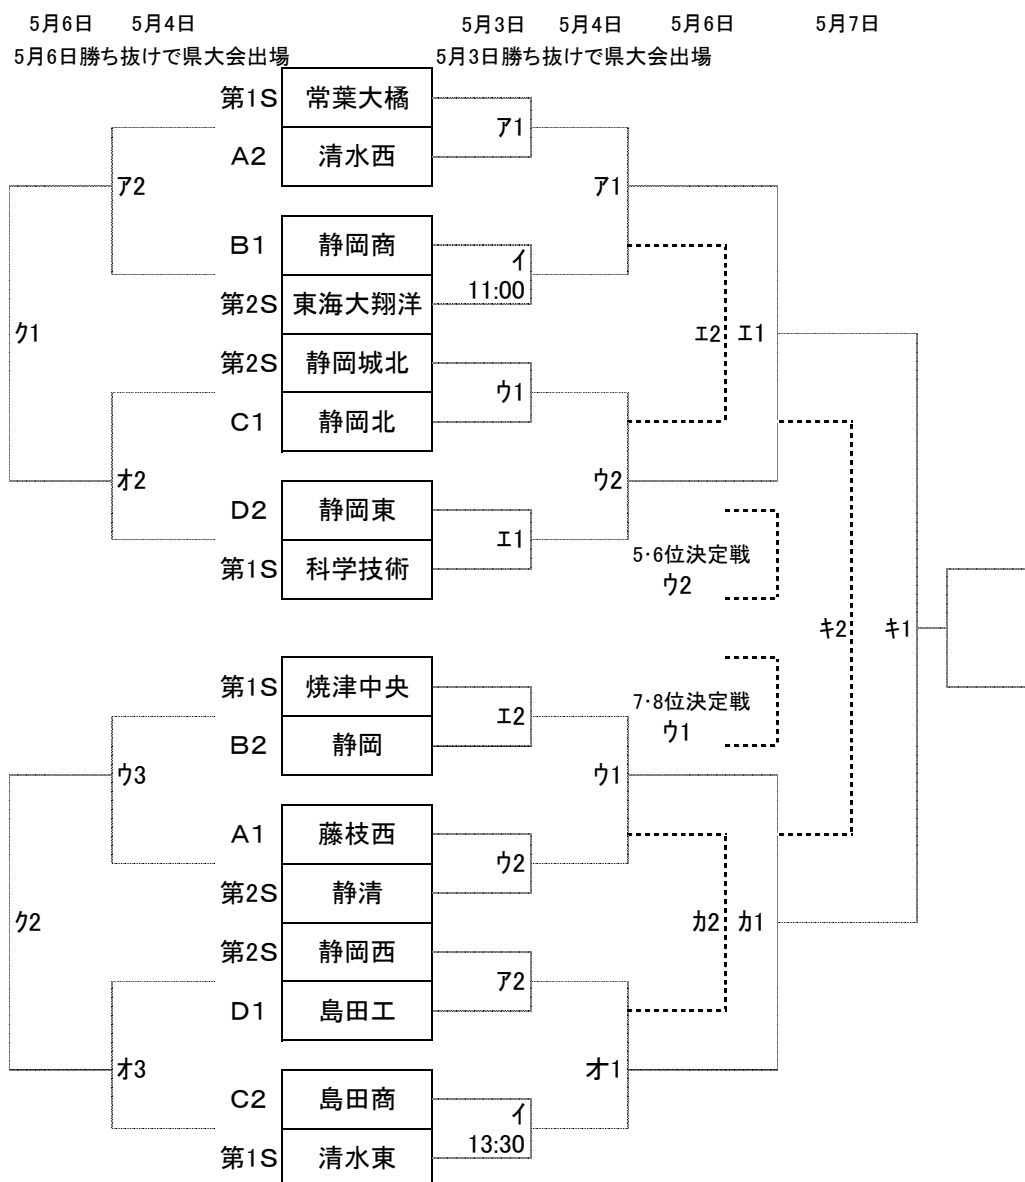 5月6日 5月4日 5月3日 5月4日 5月6日 5月7日
5月6日勝ち抜けで県大会出場 5月3日勝ち抜けで県大会出場
第1S 常葉大橘
ア1
A2 清水西
ア2 ア1
B1 静岡商
イ
11:00
第2S 東海大翔洋
ク1 エ2 エ1
第2S 静岡城北
ウ1
C1 静岡北
オ2 ウ2
D2 静岡東
エ1
5・6位決定戦
第1S 科学技術
ウ2
キ2 キ1
第1S 焼津中央
エ2
7・8位決定戦
B2 静岡
ウ1
ウ3 ウ1
A1 藤枝西
ウ2
第2S 静清
ク2 カ2 カ1
第2S 静岡西
ア2
D1 島田工
オ3 オ1
C2 島田商
イ
13:30
第1S 清水東